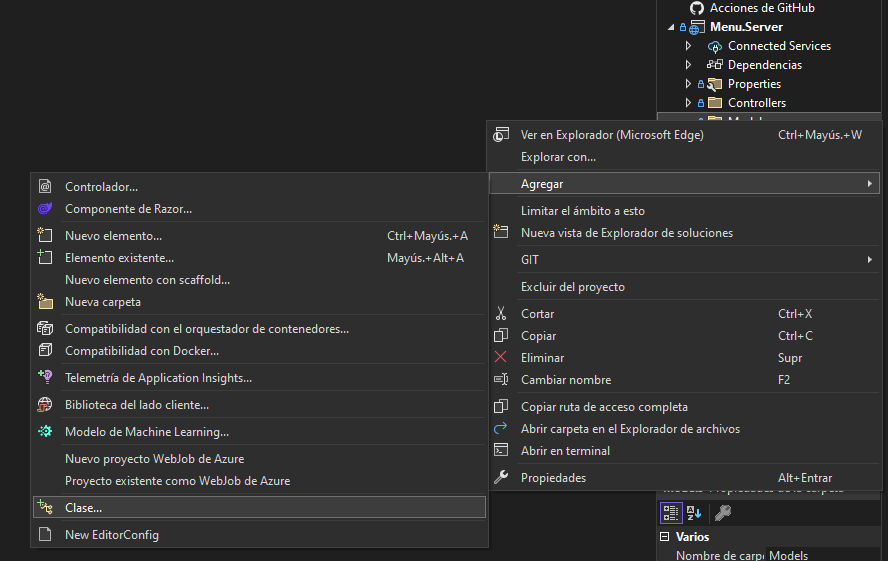 Acciones de GitHub
Menu.Server
Connected Services
Dependencias
Properties
Controllers
Ver en Explorador (Microsoft Edge) Ctrl+Mayús.+W
Explorar con...
Agregar
Limitar el ámbito a esto
Nueva vista de Explorador de soluciones
GIT
Excluir del proyecto
Cortar Ctrl+X
Copiar Ctrl+C
Eliminar Supr
Cambiar nombre F2
Copiar ruta de acceso completa
Abrir carpeta en el Explorador de archivos
Abrir en terminal
Propiedades Alt+Entrar
Controlador...
Componente de Razor...
Nuevo elemento... Ctrl+Mayús.+A
Elemento existente... Mayús.+Alt+A
Nuevo elemento con scaffold...
Nueva carpeta
Compatibilidad con el orquestador de contenedores...
Compatibilidad con Docker...
Telemetría de Application Insights...
Biblioteca del lado cliente...
Modelo de Machine Learning...
Nuevo proyecto WebJob de Azure
Proyecto existente como WebJob de Azure
Clase...
New EditorConfig
Varios
Nombre de carpe Models